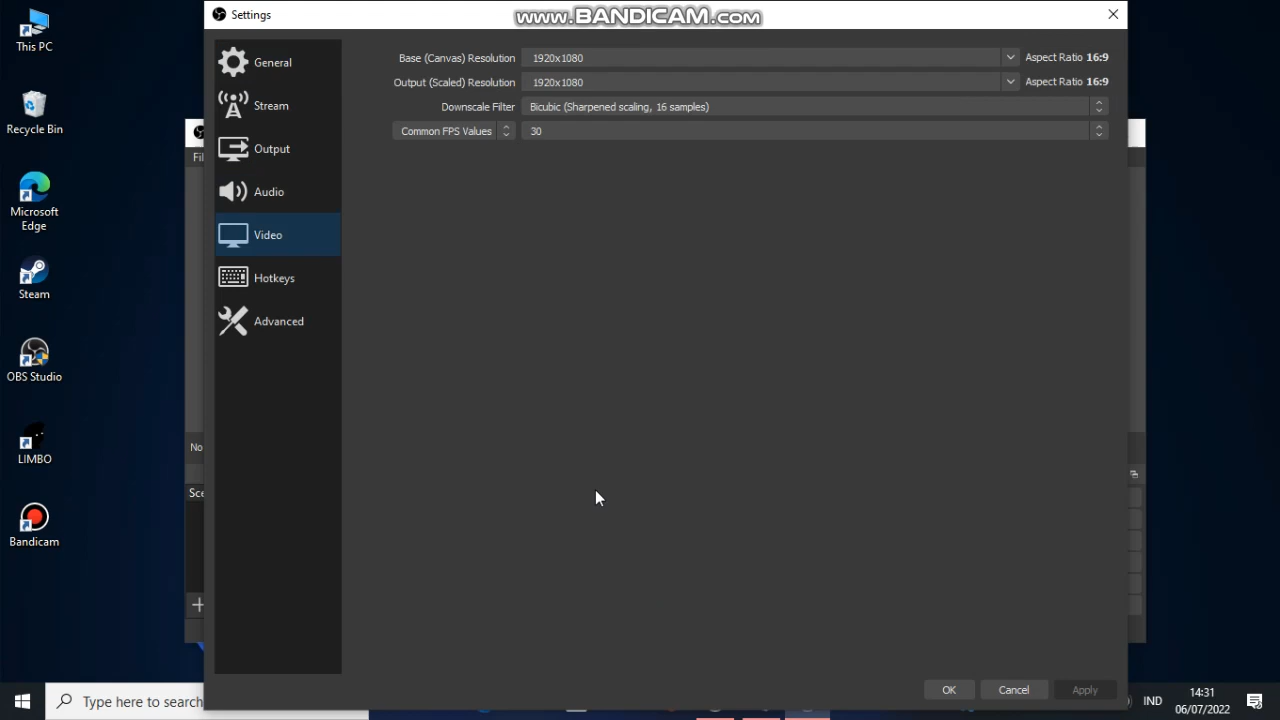 Settings
www.BANDICAM.com
This PC
Recycle Bin
Microsoft
Edge
Steam
OBS Studio
LIMBO
Bandicam
General
Stream
Output
Audio
Video
Hotkeys
Advanced
Base (Canvas) Resolution 1920x1080 Aspect Ratio 16:9
Output (Scaled) Resolution 1920x1080 Aspect Ratio 16:9
Downscale Filter Bicubic (Sharpened scaling, 16 samples)
Common FPS Values 30
Fil
No
Sce
OK Cancel Apply
Type here to search
IND
14:31
06/07/2022